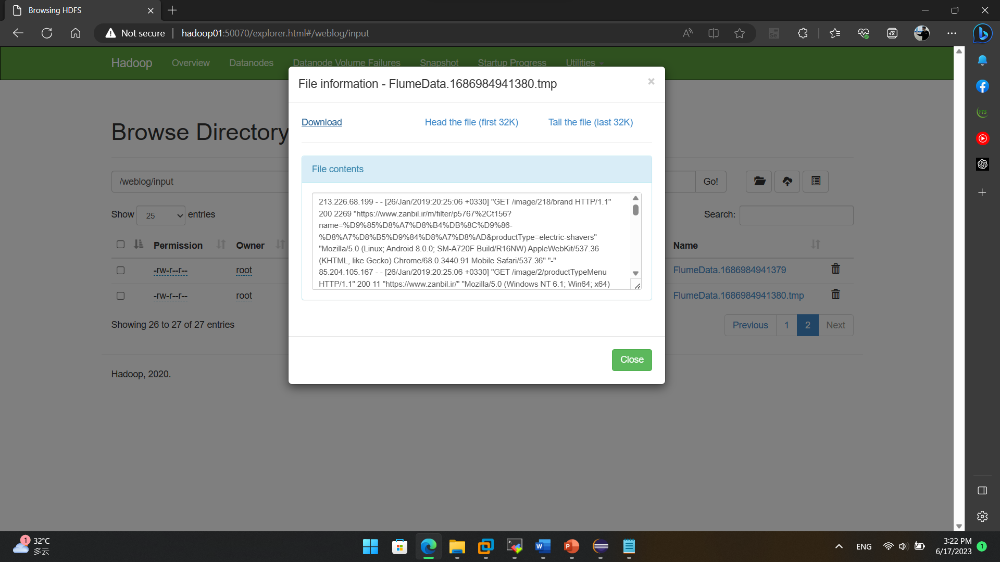 Browsing HDFS
Not secure
hadoop01:50070/explorer.html#/weblog/input
Hadoop
Overview
Datanodes
Datanode Volume Failures
Snapshot
Startup Progress
Utilities
File information - FlumeData.1686984941380.tmp
×
Download
Head the file (first 32K)
Tail the file (last 32K)
Browse Directory
File contents
/weblog/input
Go!
213.226.68.199 - - [26/Jan/2019:20:25:06 +0330] "GET /image/218/brand HTTP/1.1"
200 2269 "https://www.zanbil.ir/m/filter/p5767%2Ct156?
name=%D9%85%D8%A7%D8%B4%DB%8C%D9%86-
%D8%A7%D8%B5%D9%84%D8%A7%D8%AD&productType=electric-shavers"
"Mozilla/5.0 (Linux; Android 8.0.0; SM-A720F Build/R16NW) AppleWebKit/537.36
(KHTML, like Gecko) Chrome/68.0.3440.91 Mobile Safari/537.36" "-"
85.204.105.167 - - [26/Jan/2019:20:25:06 +0330] "GET /image/2/productTypeMenu
HTTP/1.1" 200 11 "https://www.zanbil.ir/" "Mozilla/5.0 (Windows NT 6.1; Win64; x64)
Show 25 entries
Search:
Permission
Owner
Name
-rw-r--r--
root
FlumeData.1686984941379
-rw-r--r--
root
FlumeData.1686984941380.tmp
Showing 26 to 27 of 27 entries
Previous
1
2
Next
Close
Hadoop, 2020.
YTS
1
32°C
多云
W
P
ENG
3:22 PM
6/17/2023
1